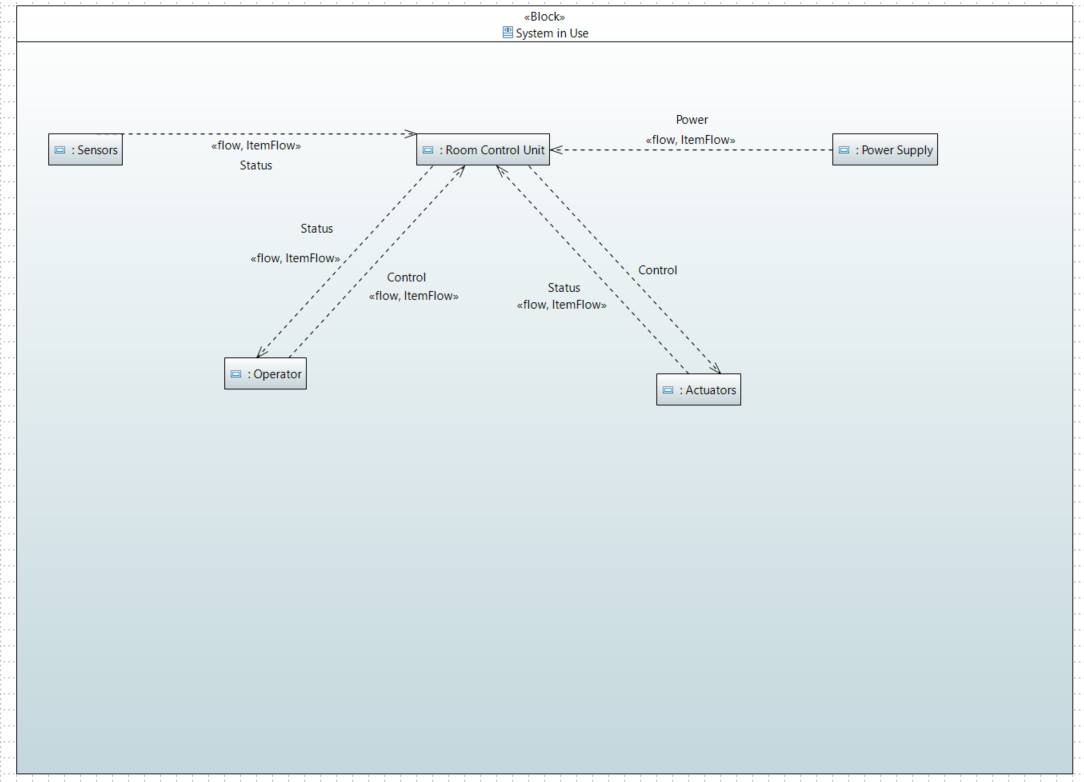 «Block»
System in Use
Power
«flow, ItemFlow»
: Sensors
«flow, ItemFlow»
Status
: Room Control Unit
: Power Supply
Status
«flow, ItemFlow»
Control
«flow, ItemFlow»
Control
Status
«flow, ItemFlow»
: Operator
: Actuators